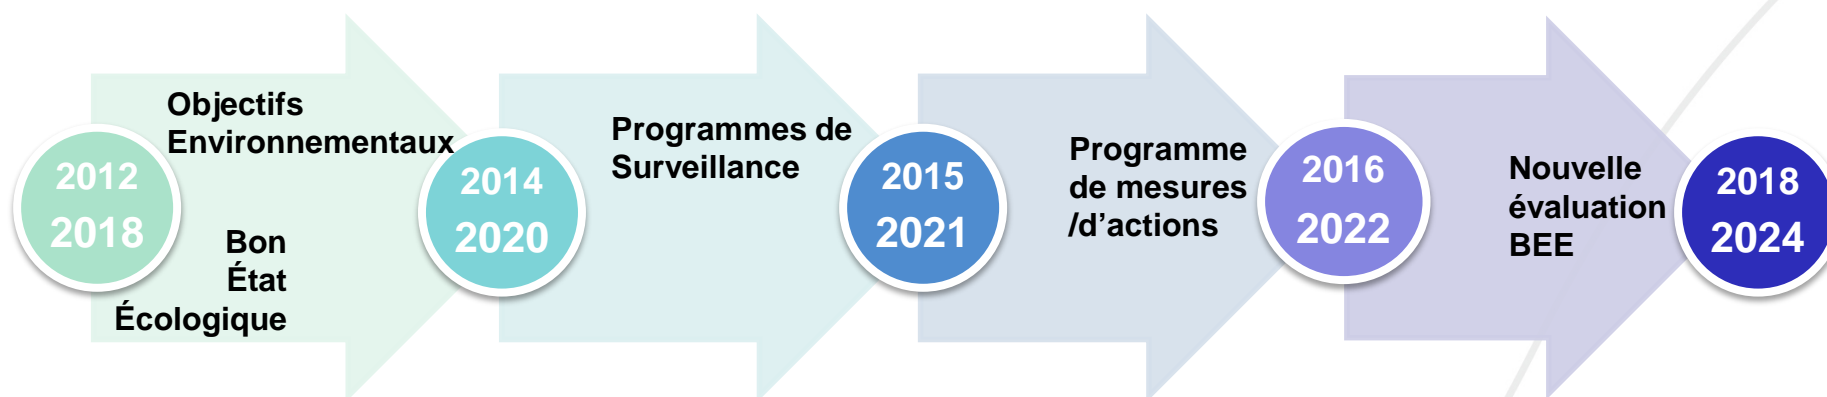 2012
2018
Objectifs
Environnementaux
Bon
État
Écologique
2014
2020
Programmes de
Surveillance
2015
2021
Programme
de mesures
/d’actions
2016
2022
Nouvelle
évaluation
BEE
2018
2024